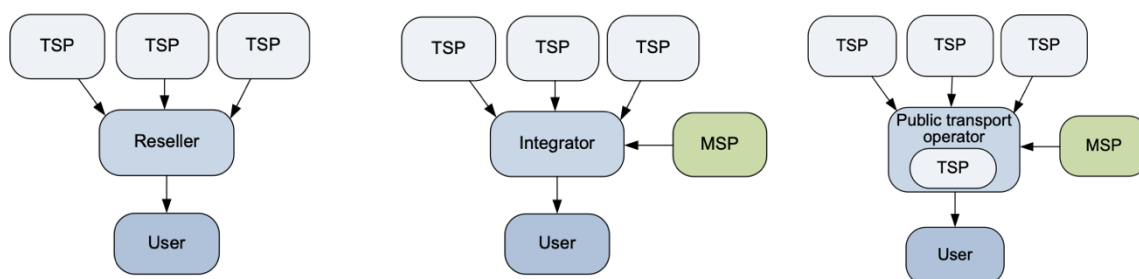 TSP
TSP
TSP
Reseller
User
TSP
TSP
TSP
Integrator
MSP
User
TSP
TSP
TSP
Public transport
operator
TSP
MSP
User